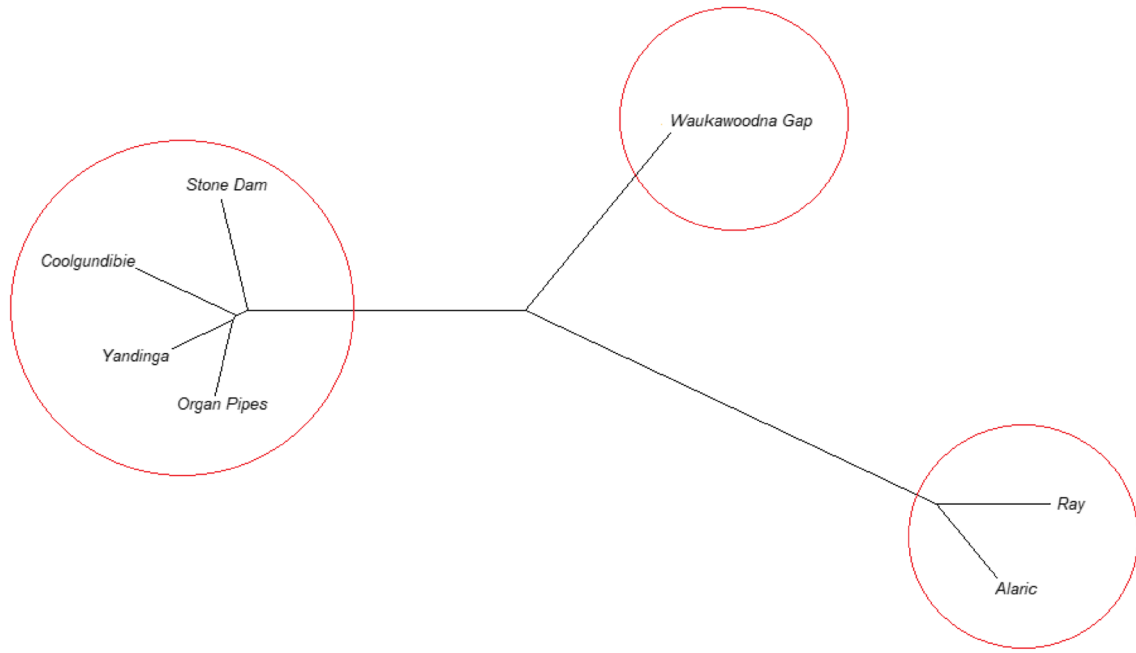 Waukawoodna Gap
Stone Dam
Coolgundibie
Yandinga
Organ Pipes
Ray
Alaric